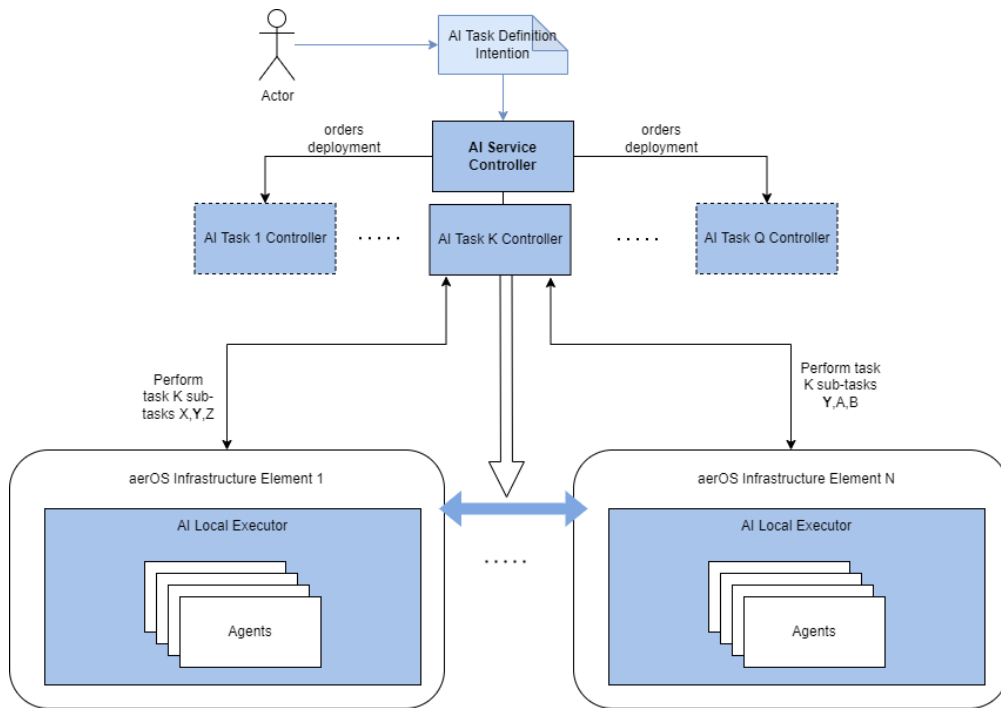 AI Task Definition
Intention
Actor
orders
deployment
AI Service
Controller
orders
deployment
AI Task 1 Controller
.....
AI Task K Controller
.....
AI Task Q Controller
Perform
task K sub-
tasks X,Y,Z
Perform task
K sub-tasks
Y,A,B
aerOS Infrastructure Element 1
aerOS Infrastructure Element N
AI Local Executor
AI Local Executor
.....
Agents
Agents